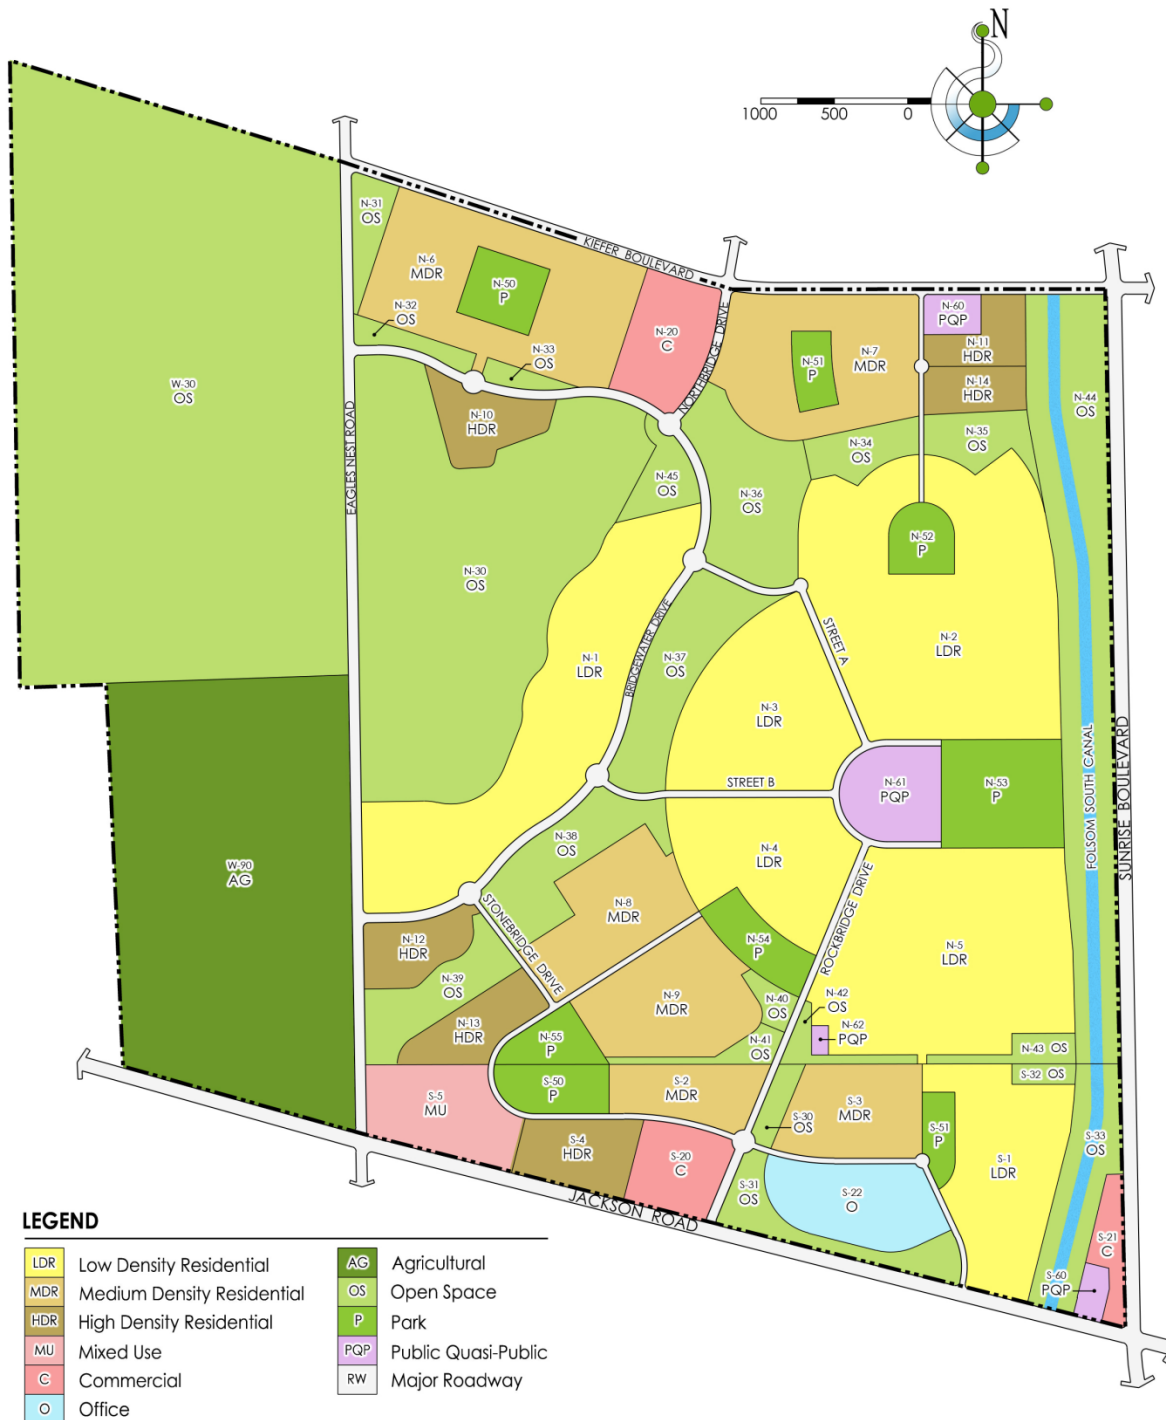 N
1000 500 0
N-31
OS
KIEFER BOULEVARD
N-6
MDR
N-50
P
N-32
OS
N-33
OS
N-20
C
NORTHBRIDGE DRIVE
N-60
PQP
N-11
HDR
N-7
MDR
N-51
P
N-14
HDR
N-44
OS
W-30
OS
N-10
HDR
N-34
OS
N-35
OS
EAGLES NEST ROAD
N-45
OS
N-36
OS
N-52
P
N-30
OS
N-1
LDR
BRIDGEWATER DRIVE
N-37
OS
STREET A
N-2
LDR
N-3
LDR
STREET B
N-61
PQP
N-53
P
FOLSOM SOUTH CANAL
SUNRISE BOULEVARD
W-90
AG
N-38
OS
N-4
LDR
STONEBRIDGE DRIVE
N-8
MDR
ROCKBRIDGE DRIVE
N-12
HDR
N-54
P
N-5
LDR
N-39
OS
N-9
MDR
N-40
OS
N-42
OS
N-13
HDR
N-55
P
N-41
OS
N-62
PQP
N-43 OS
S-32 OS
S-5
MU
S-50
P
S-2
MDR
S-3
MDR
S-30
OS
S-51
P
S-33
OS
S-4
HDR
S-20
C
S-1
LDR
S-31
OS
S-22
O
JACKSON ROAD
S-21
C
S-60
PQP
LEGEND
LDR Low Density Residential
MDR Medium Density Residential
HDR High Density Residential
MU Mixed Use
C Commercial
O Office
AG Agricultural
OS Open Space
P Park
PQP Public Quasi-Public
RW Major Roadway